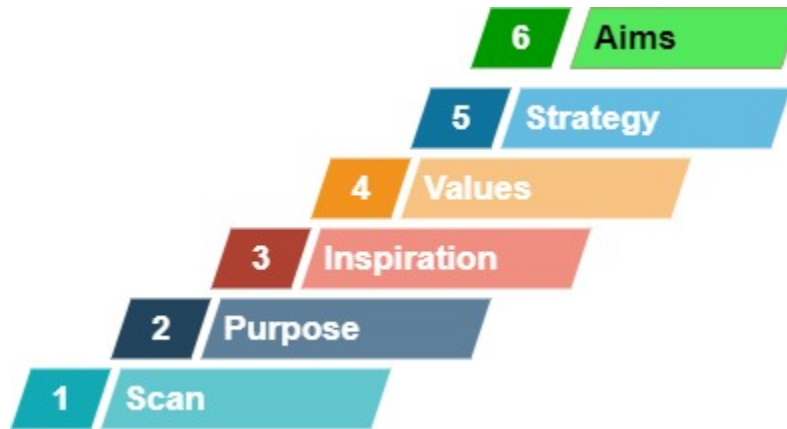 6 Aims
5 Strategy
4 Values
3 Inspiration
2 Purpose
1 Scan